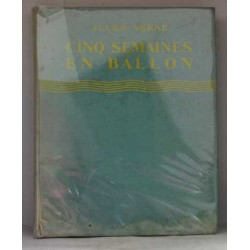 JULES VERNE
CINQ SEMAINES
EN BALLON